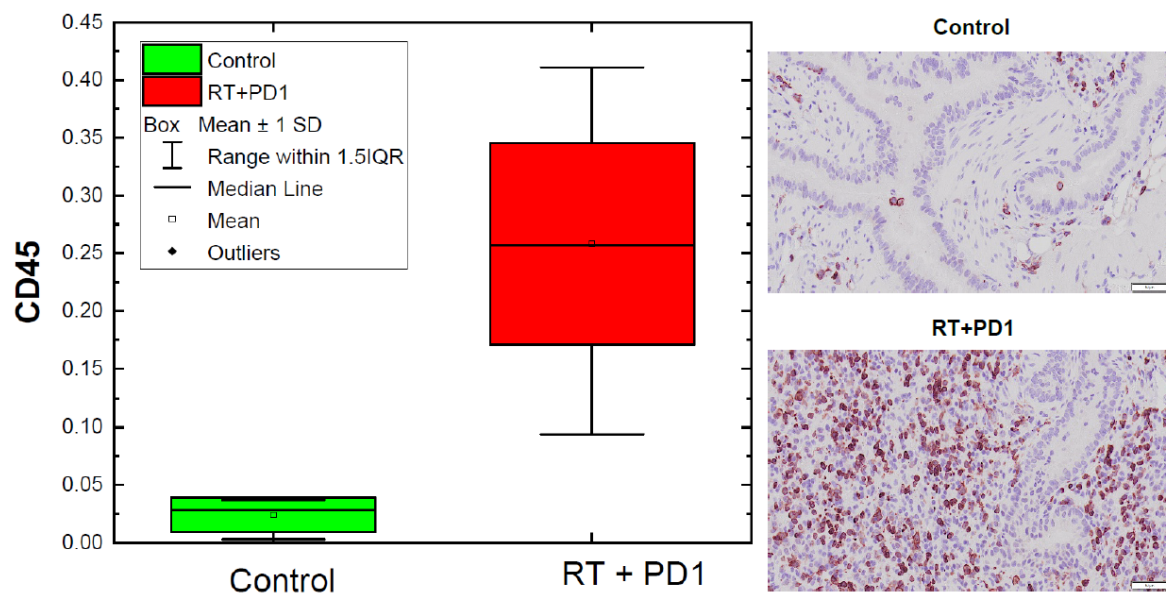 0.45
0.40
0.35
0.30
0.25
0.20
0.15
0.10
0.05
0.00
CD45
Control
RT+PD1
Box Mean ± 1 SD
Range within 1.5IQR
Median Line
Mean
Outliers
Control
RT + PD1
Control
RT+PD1